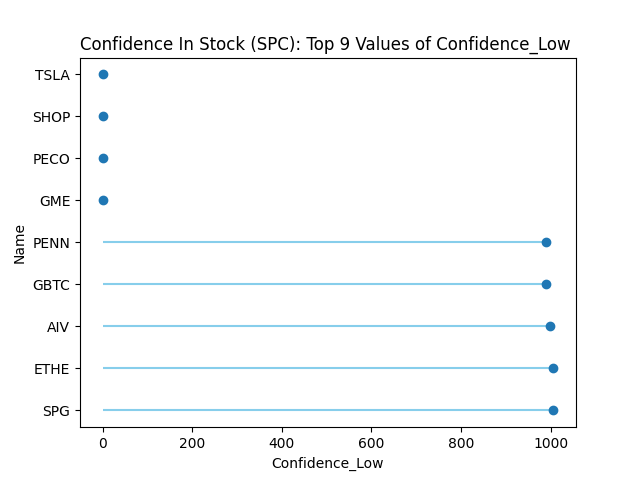 Confidence In Stock (SPC): Top 9 Values of Confidence_Low
TSLA
SHOP
PECO
GME
PENN
GBTC
AIV
ETHE
SPG
Name
0 200 400 600 800 1000
Confidence_Low